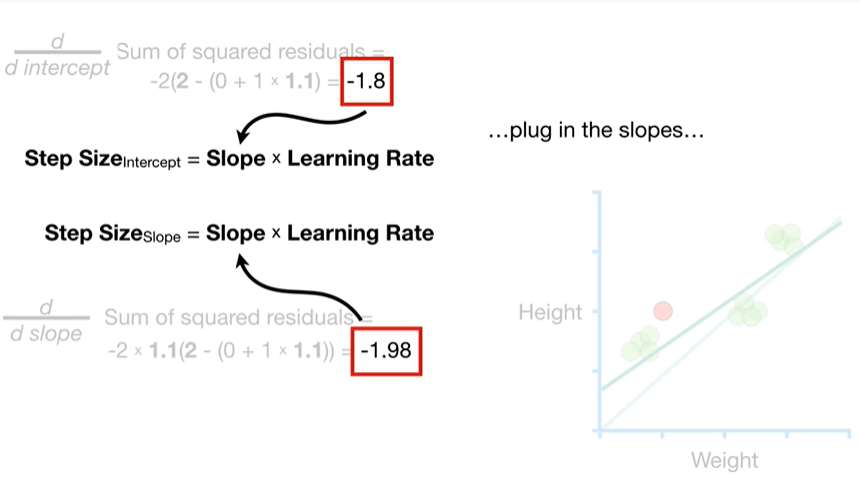 d
d intercept
Sum of squared residuals =
-2(2 - (0 + 1 × 1.1) = -1.8
...plug in the slopes...
Step SizeIntercept = Slope × Learning Rate
Step SizeSlope = Slope × Learning Rate
d
d slope
Sum of squared residuals =
-2 × 1.1(2 - (0 + 1 × 1.1)) = -1.98
Height
Weight